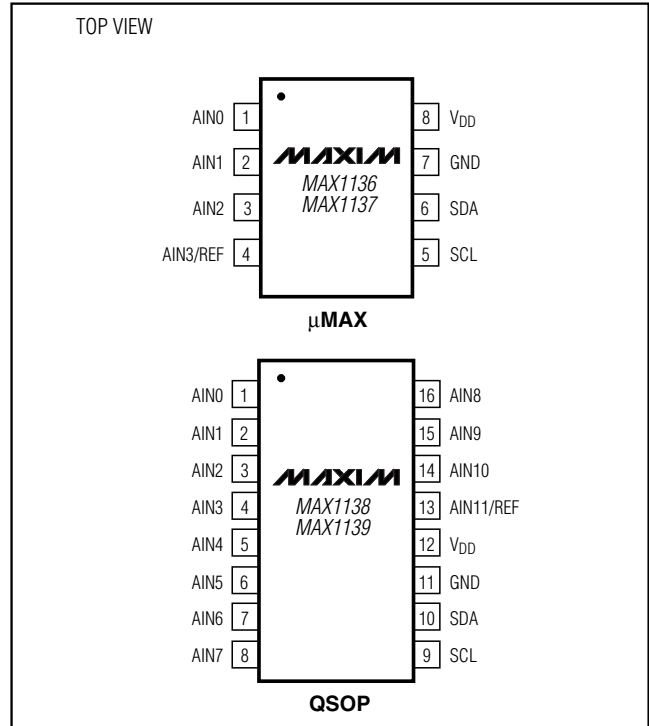 TOP VIEW
AIN0 1 8 VDD
AIN1 2 MAXIM 7 GND
MAX1136
MAX1137
AIN2 3 6 SDA
AIN3/REF 4 5 SCL
µMAX
AIN0 1 16 AIN8
AIN1 2 15 AIN9
AIN2 3 MAXIM 14 AIN10
AIN3 4 MAX1138 13 AIN11/REF
MAX1139
AIN4 5 12 VDD
AIN5 6 11 GND
AIN6 7 10 SDA
AIN7 8 9 SCL
QSOP